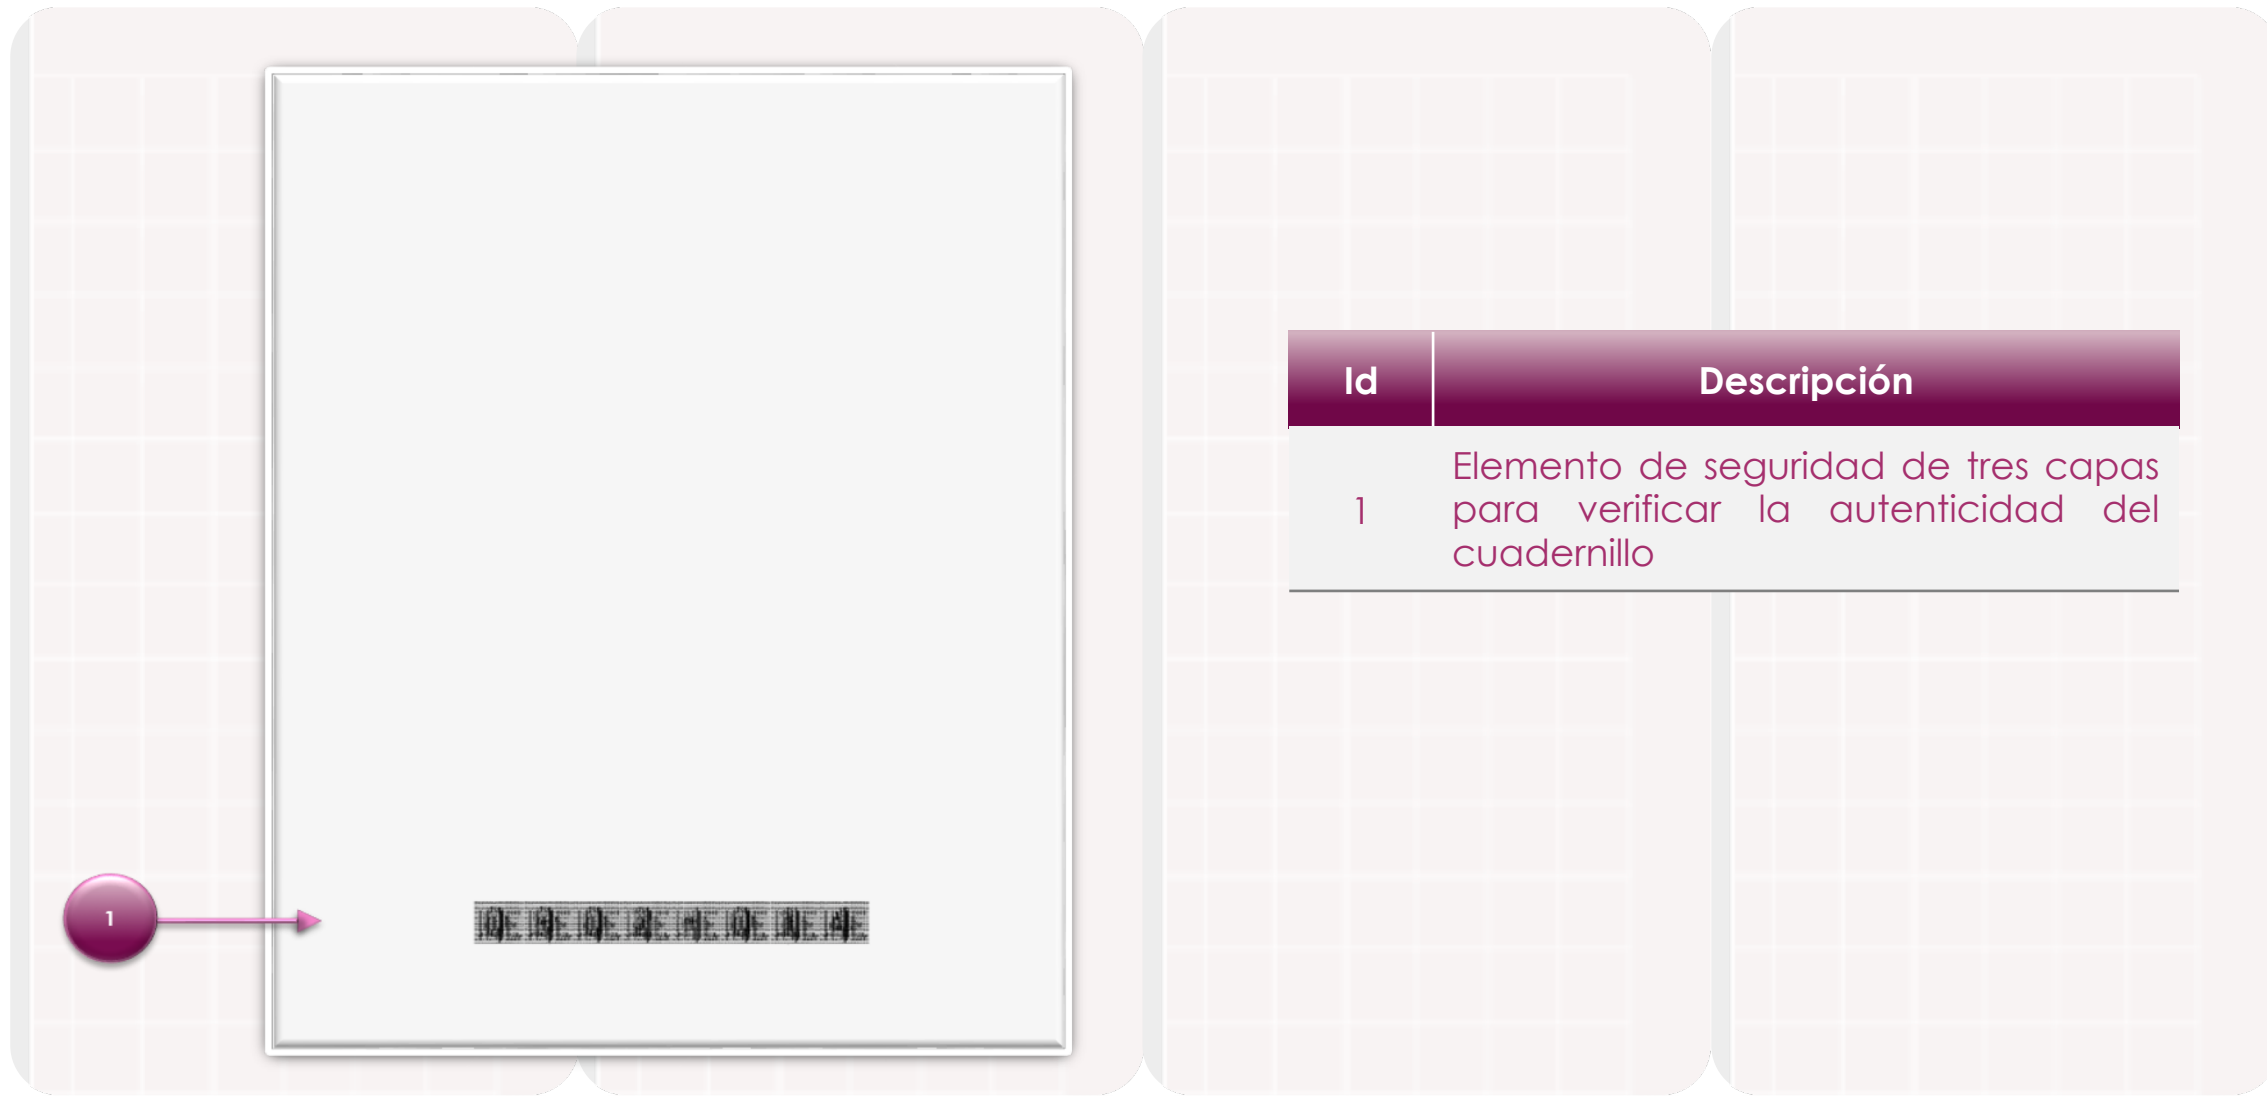 1
Id Descripción
1
Elemento de seguridad de tres capas
para verificar la autenticidad del
cuadernillo